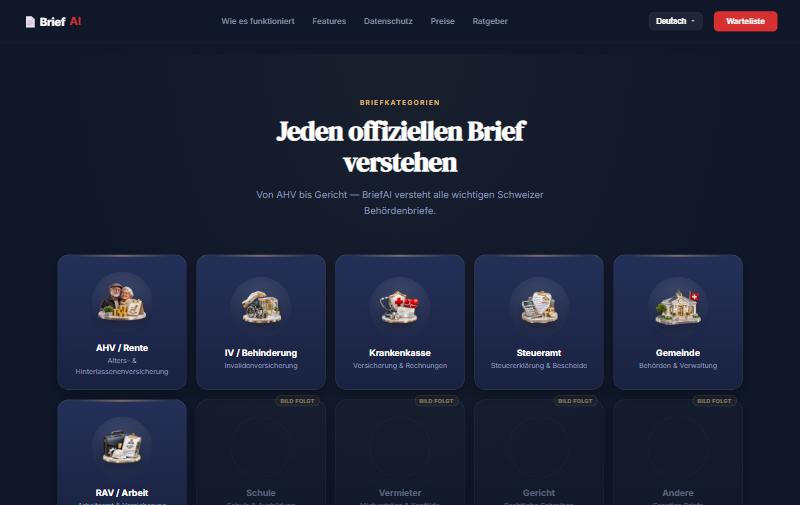 Brief AI
Wie es funktioniert
Features
Datenschutz
Preise
Ratgeber
Deutsch
Warteliste
BRIEFKATEGORIEN
Jeden offiziellen Brief
verstehen
Von AHV bis Gericht — BriefAI versteht alle wichtigen Schweizer
Behördenbriefe.
AHV / Rente
Alters- &
Hinterlassenenversicherung
IV / Behinderung
Invalidenversicherung
Krankenkasse
Versicherung & Rechnungen
Steueramt
Steuererklärung & Bescheide
Gemeinde
Behörden & Verwaltung
RAV / Arbeit
BILD FOLGT
Schule
BILD FOLGT
Vermieter
BILD FOLGT
Gericht
BILD FOLGT
Andere